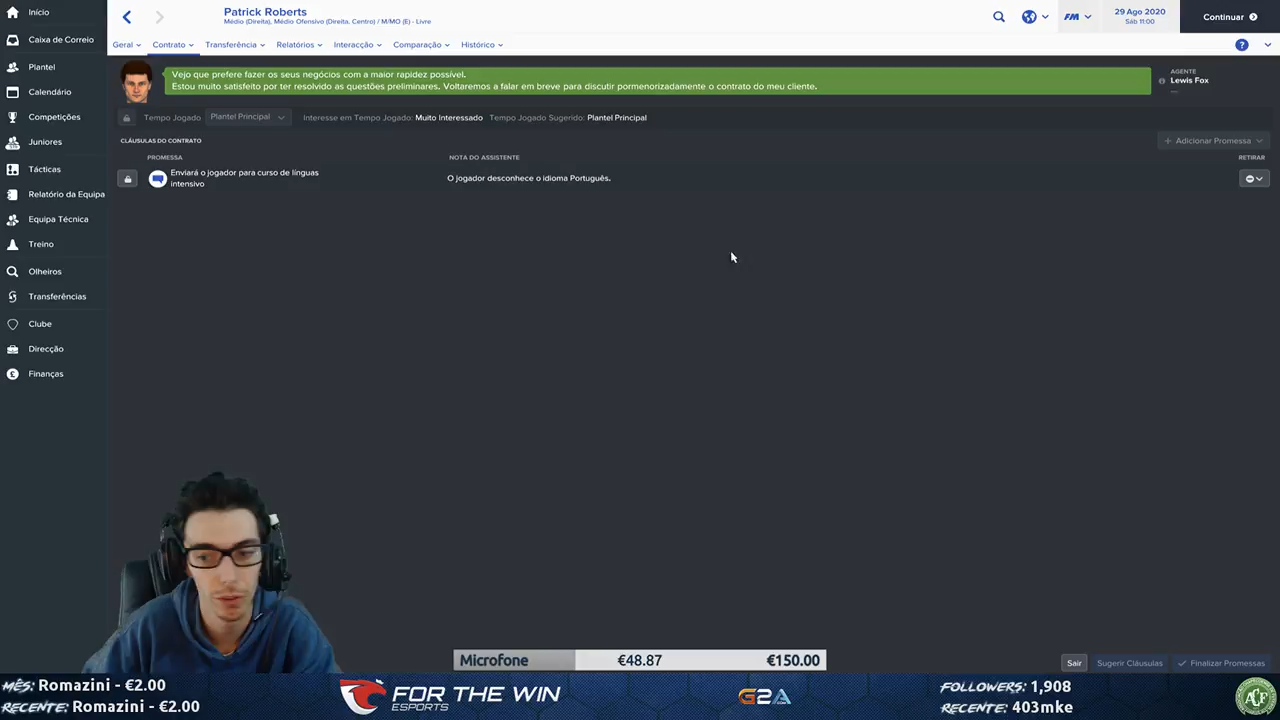 Início
Caixa de Correio
Plantel
Calendário
Competições
Juniores
Tácticas
Relatório da Equipa
Equipa Técnica
Treino
Olheiros
Transferências
Clube
Direcção
Finanças
Patrick Roberts
Médio (Direita), Médio Ofensivo (Direita, Centro) / M/MO (E) - Livre
FM
29 Ago 2020
Sáb 11:00
Continuar
Geral
Contrato
Transferência
Relatórios
Interacção
Comparação
Histórico
?
Vejo que prefere fazer os seus negócios com a maior rapidez possível.
Estou muito satisfeito por ter resolvido as questões preliminares. Voltaremos a falar em breve para discutir pormenorizadamente o contrato do meu cliente.
AGENTE
Lewis Fox
Tempo Jogado Plantel Principal Interesse em Tempo Jogado: Muito Interessado Tempo Jogado Sugerido: Plantel Principal
CLÁUSULAS DO CONTRATO
+ Adicionar Promessa
PROMESSA NOTA DO ASSISTENTE RETIRAR
Enviará o jogador para curso de línguas
intensivo
O jogador desconhece o idioma Português.
Sair Sugerir Cláusulas Finalizar Promessas
Microfone €48.87 €150.00
MÊS: Romazini - €2.00
RECENTE: Romazini - €2.00
FOR THE WIN
ESPORTS
G2A
FOLLOWERS: 1,908
RECENTE: 403mke
ACF